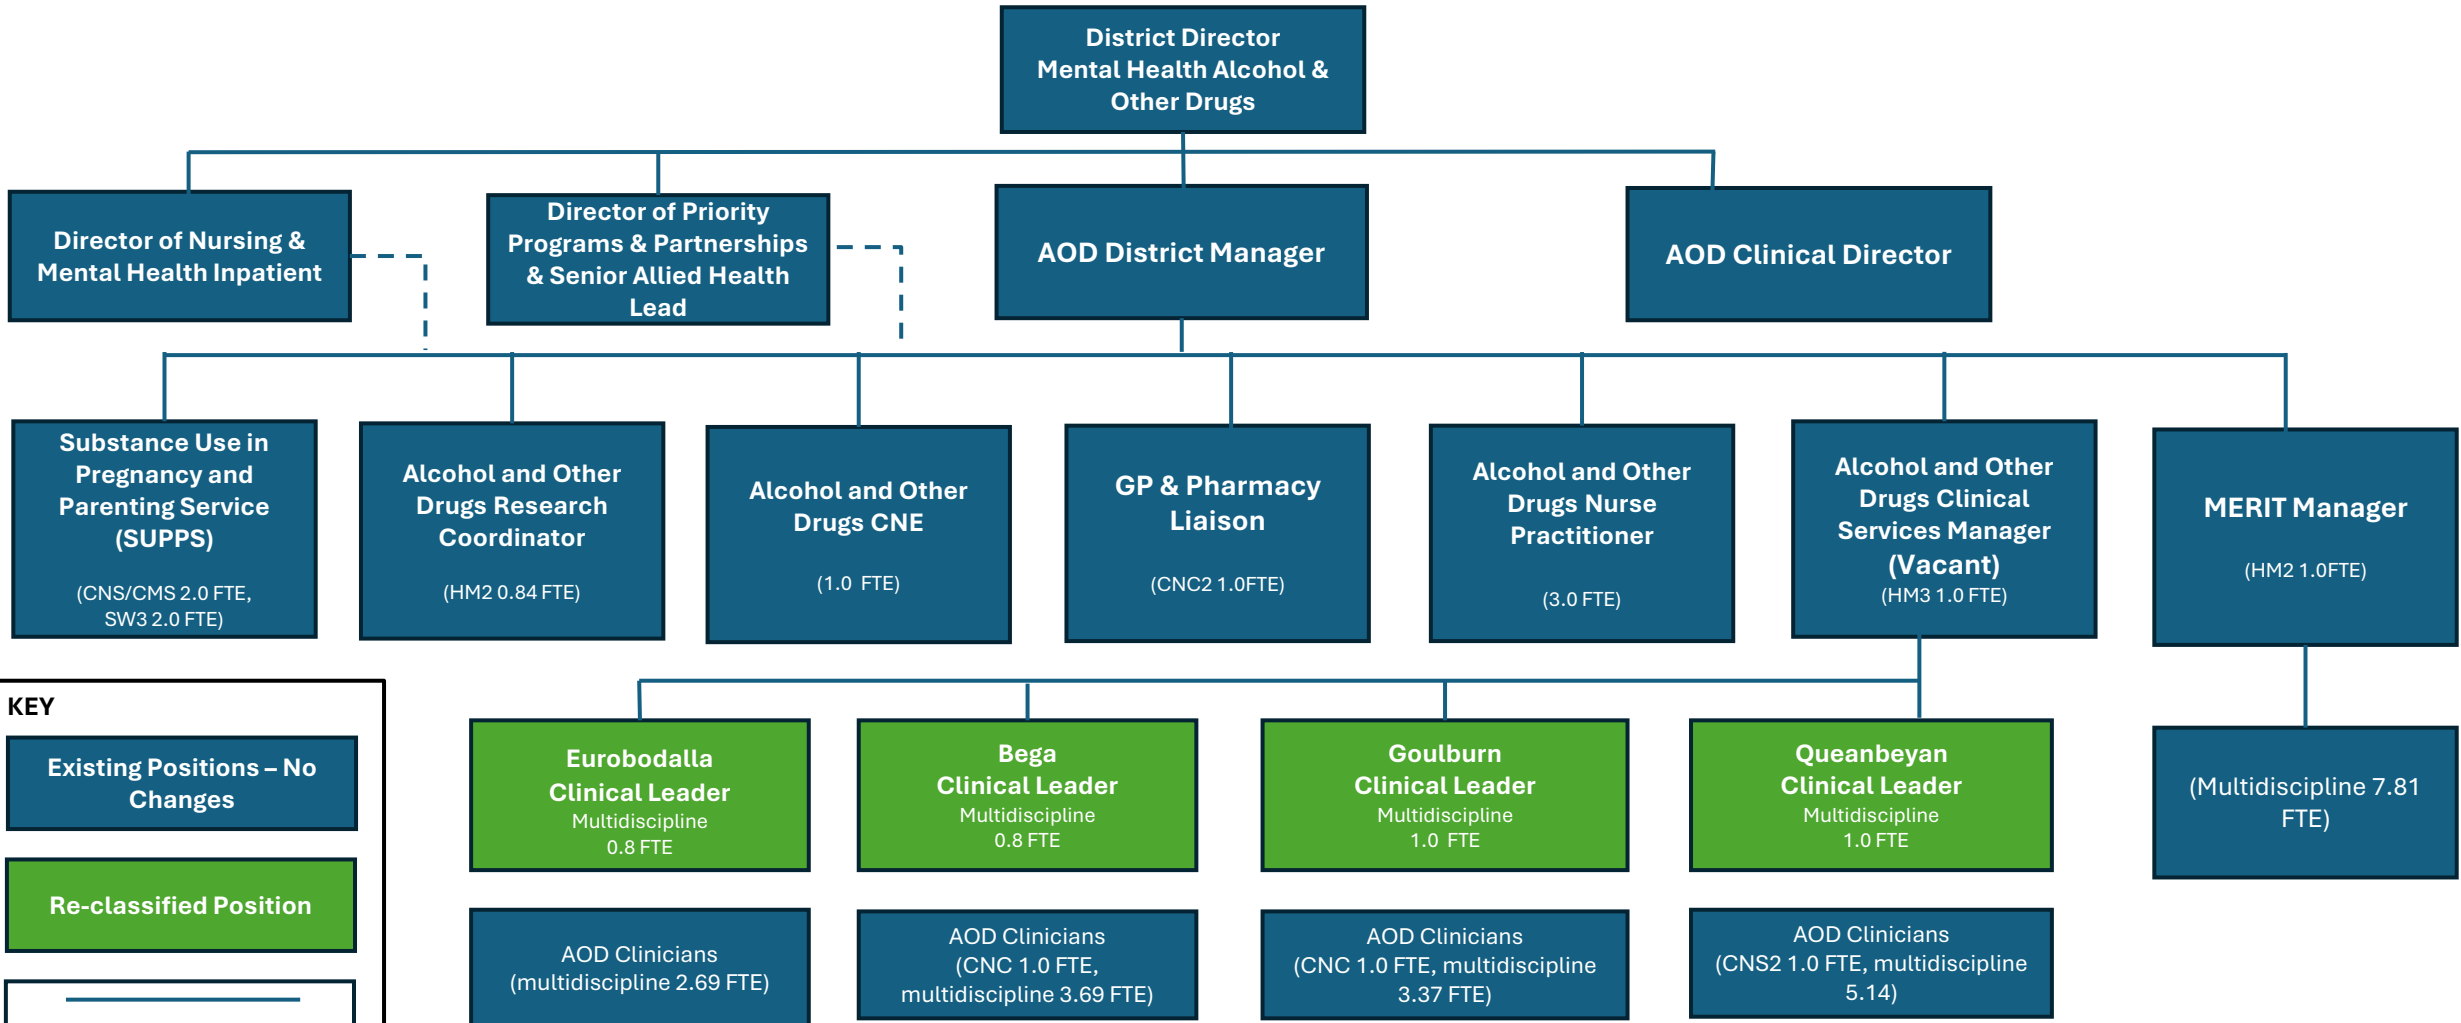 District Director
Mental Health Alcohol &
Other Drugs
Director of Nursing &
Mental Health Inpatient
Director of Priority
Programs & Partnerships
& Senior Allied Health
Lead
AOD District Manager
AOD Clinical Director
Substance Use in
Pregnancy and
Parenting Service
(SUPPS)
(CNS/CMS 2.0 FTE,
SW3 2.0 FTE)
Alcohol and Other
Drugs Research
Coordinator
(HM2 0.84 FTE)
Alcohol and Other
Drugs CNE
(1.0 FTE)
GP & Pharmacy
Liaison
(CNC2 1.0FTE)
Alcohol and Other
Drugs Nurse
Practitioner
(3.0 FTE)
Alcohol and Other
Drugs Clinical
Services Manager
(Vacant)
(HM3 1.0 FTE)
MERIT Manager
(HM2 1.0FTE)
KEY
Existing Positions – No
Changes
Re-classified Position
Eurobodalla
Clinical Leader
Multidiscipline
0.8 FTE
Bega
Clinical Leader
Multidiscipline
0.8 FTE
Goulburn
Clinical Leader
Multidiscipline
1.0 FTE
Queanbeyan
Clinical Leader
Multidiscipline
1.0 FTE
(Multidiscipline 7.81
FTE)
AOD Clinicians
(multidiscipline 2.69 FTE)
AOD Clinicians
(CNC 1.0 FTE,
multidiscipline 3.69 FTE)
AOD Clinicians
(CNC 1.0 FTE, multidiscipline
3.37 FTE)
AOD Clinicians
(CNS2 1.0 FTE, multidiscipline
5.14)